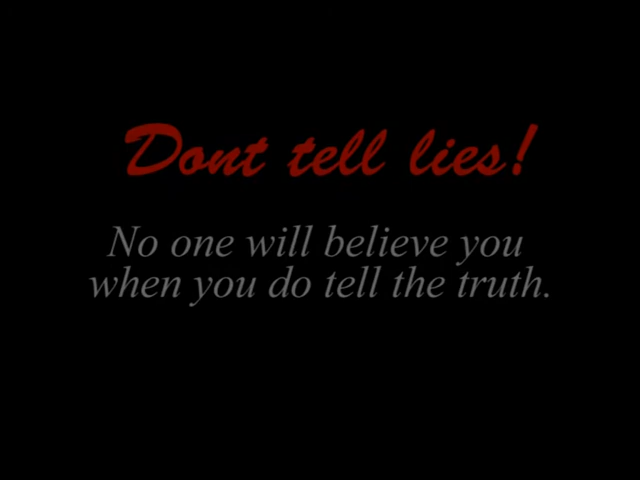 Dont tell lies!
No one will believe you
when you do tell the truth.